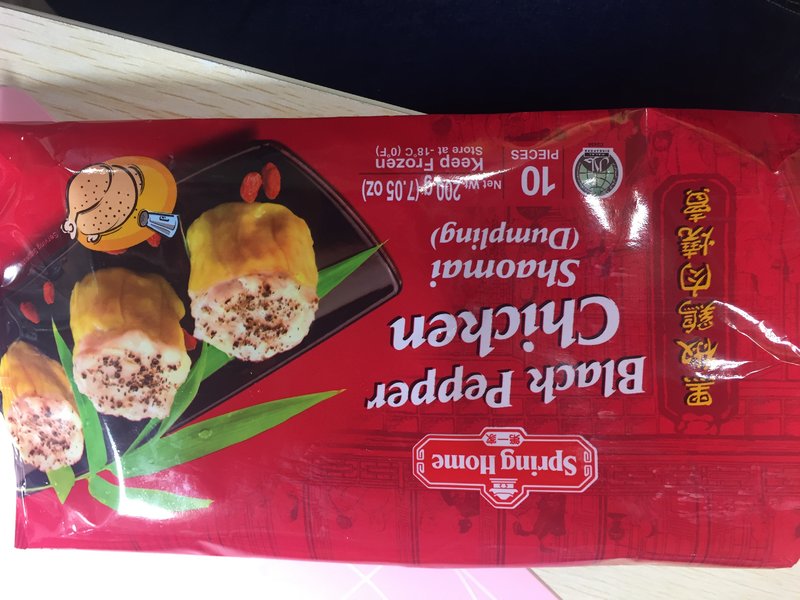 第一家
Spring Home
Black Pepper
Chicken
Shaomai
(Dumpling)
黑椒雞肉燒賣
10
PIECES
Net Wt.
200 g (7.05 oz)
Keep Frozen
Store at -18°C (0°F)